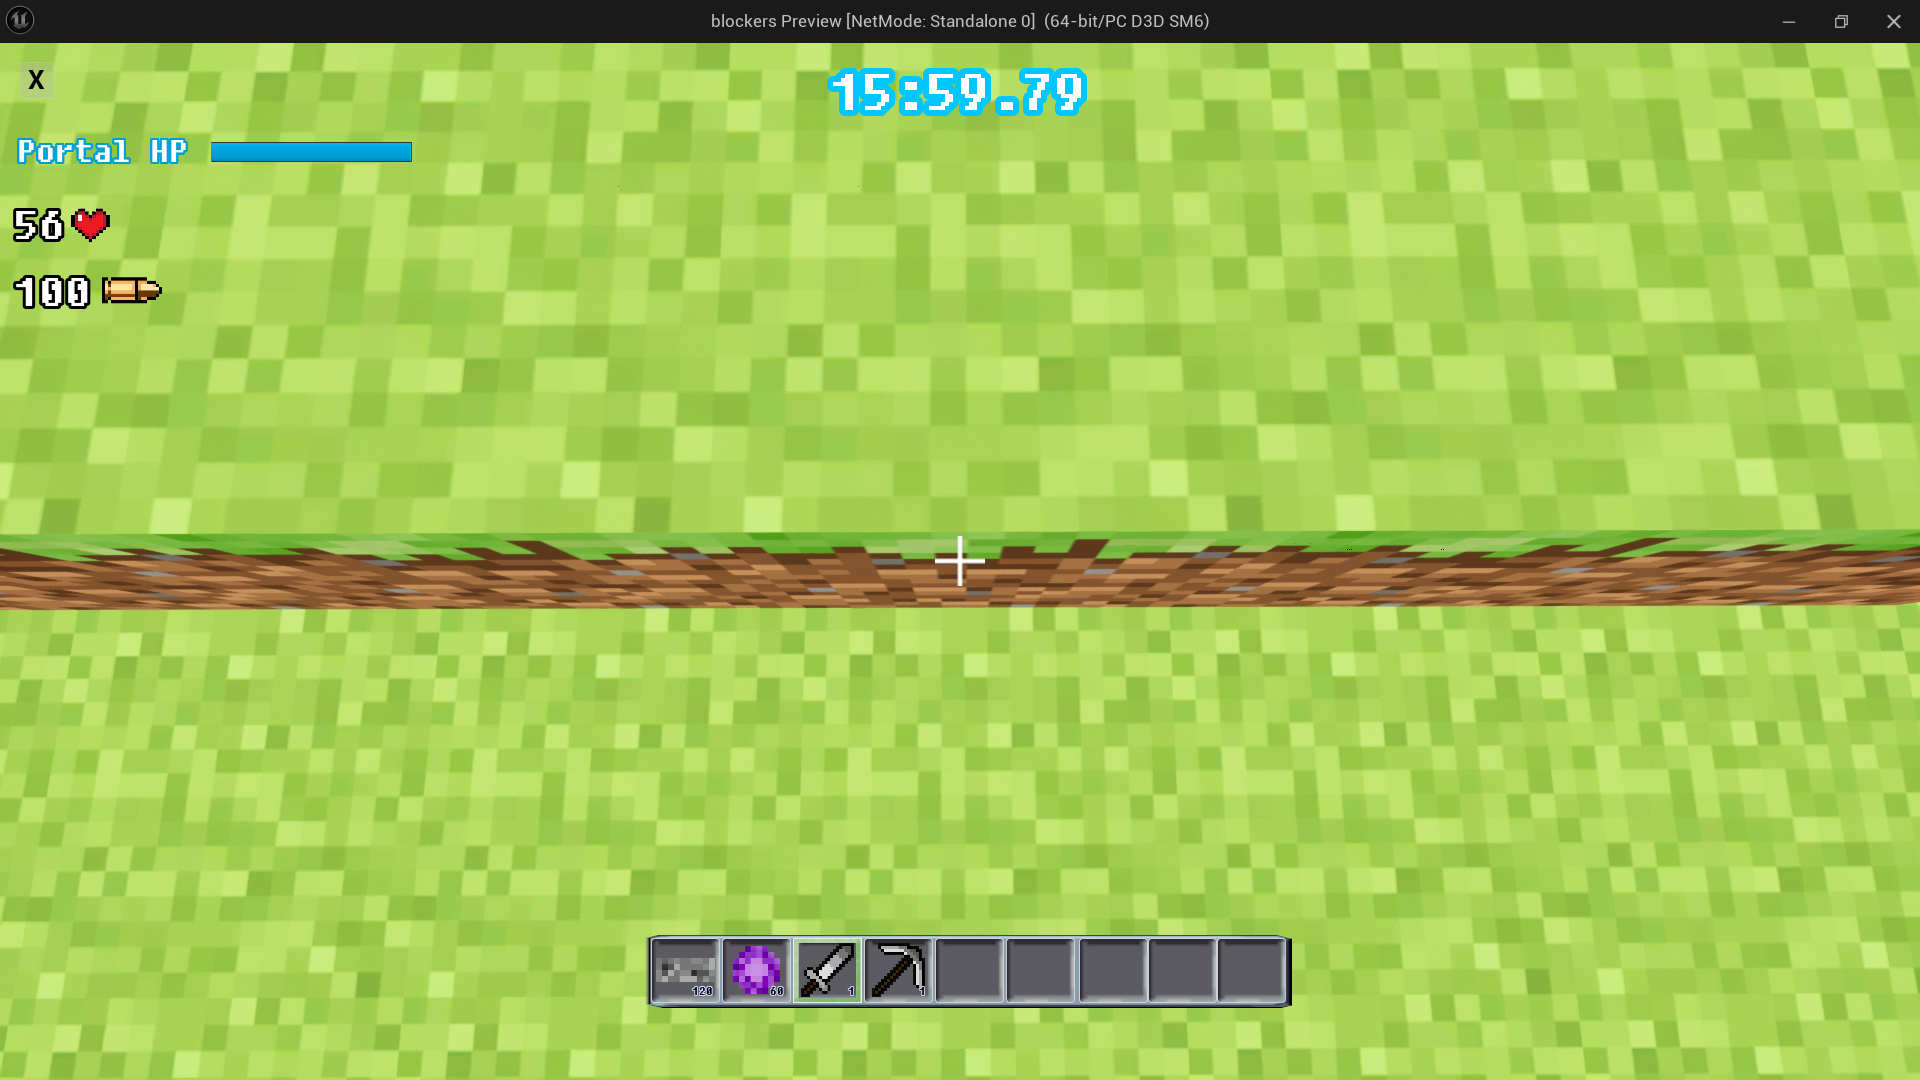 blockers Preview [NetMode: Standalone 0] (64-bit/PC D3D SM6)
X
15:59.79
Portal HP
56
100
120
60
1
1